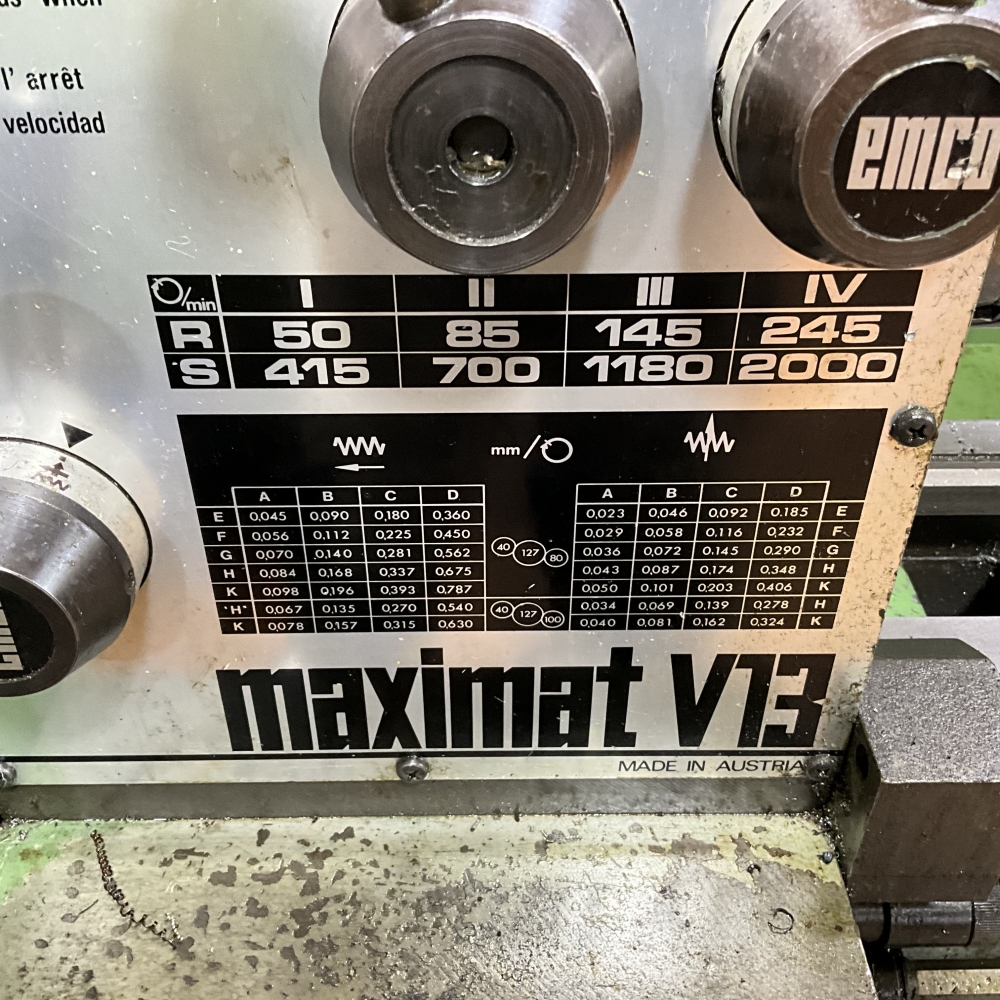 us when
l' arrêt
velocidad
emco
/min I II III IV
R 50 85 145 245
S 415 700 1180 2000
mm/
A B C D
A B C D
E 0,045 0,090 0,180 0,360
0,023 0,046 0,092 0.185 E
F 0,056 0.112 0,225 0,450
0,029 0,058 0,116 0,232 F
G 0,070 0,140 0,281 0,562
40 127 80
0,036 0,072 0.145 0,290 G
H 0,084 0,168 0,337 0,675
0,043 0,087 0,174 0,348 H
K 0,098 0,196 0,393 0,787
0,050 0,101 0,203 0,406 K
"H" 0,067 0,135 0,270 0,540
40 127 100
0,034 0,069 0,139 0,278 H
K 0,078 0,157 0,315 0,630
0,040 0,081 0,162 0,324 K
maximat V13
MADE IN AUSTRIA